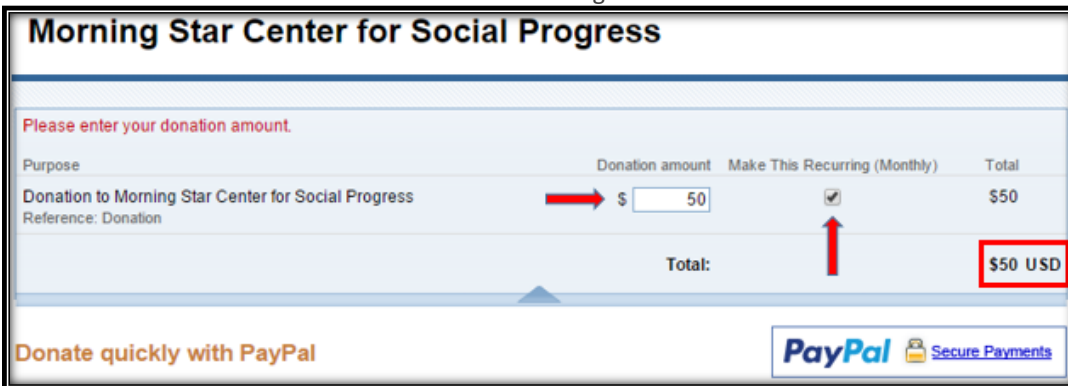 Morning Star Center for Social Progress
Please enter your donation amount.
Purpose Donation amount Make This Recurring (Monthly) Total
Donation to Morning Star Center for Social Progress $ 50 $50
Reference: Donation
Total: $50 USD
Donate quickly with PayPal PayPal Secure Payments